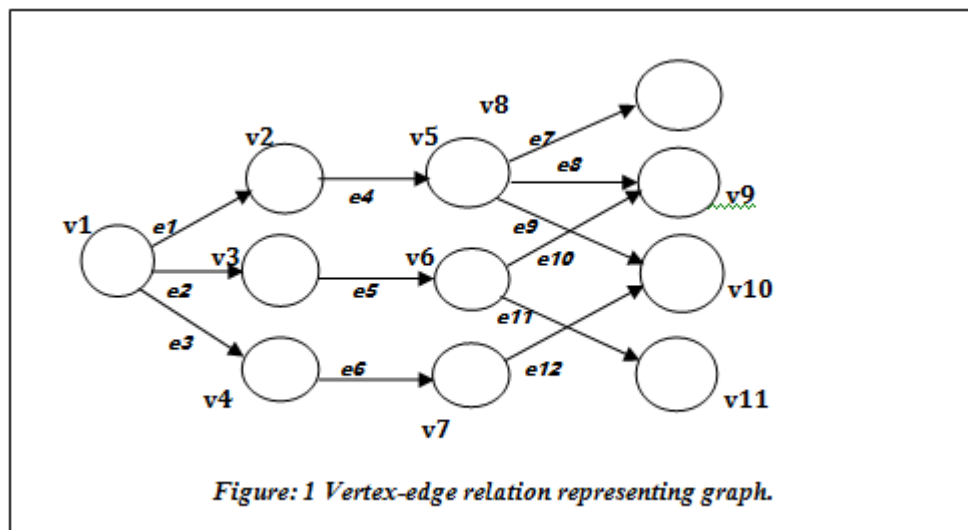 v8
v2
v5
e7
e8
v9
e4
v1
e1
e9
v3
v6
e10
e2
e5
v10
e11
e3
e6
e12
v4
v11
v7
Figure: 1 Vertex-edge relation representing graph.